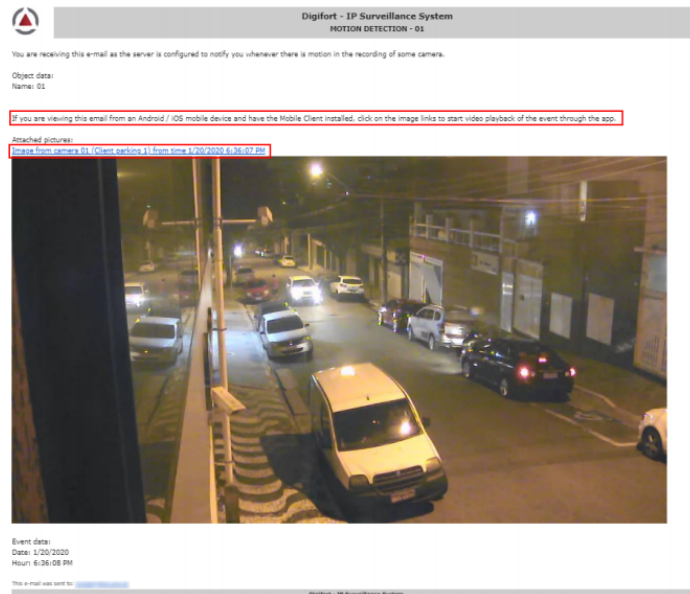 Digifort - IP Surveillance System
MOTION DETECTION - 01
You are receiving this e-mail as the server is configured to notify you whenever there is motion in the recording of some camera.
Object data:
Name: 01
If you are viewing this email from an Android / iOS mobile device and have the Mobile Client installed, click on the image links to start video playback of the event through the app.
Attached pictures:
Image from camera 01 (Client parking 1) from time 1/20/2020 6:36:07 PM
Event data:
Date: 1/20/2020
Hour: 6:36:08 PM
This e-mail was sent to:
Digifort - IP Surveillance System